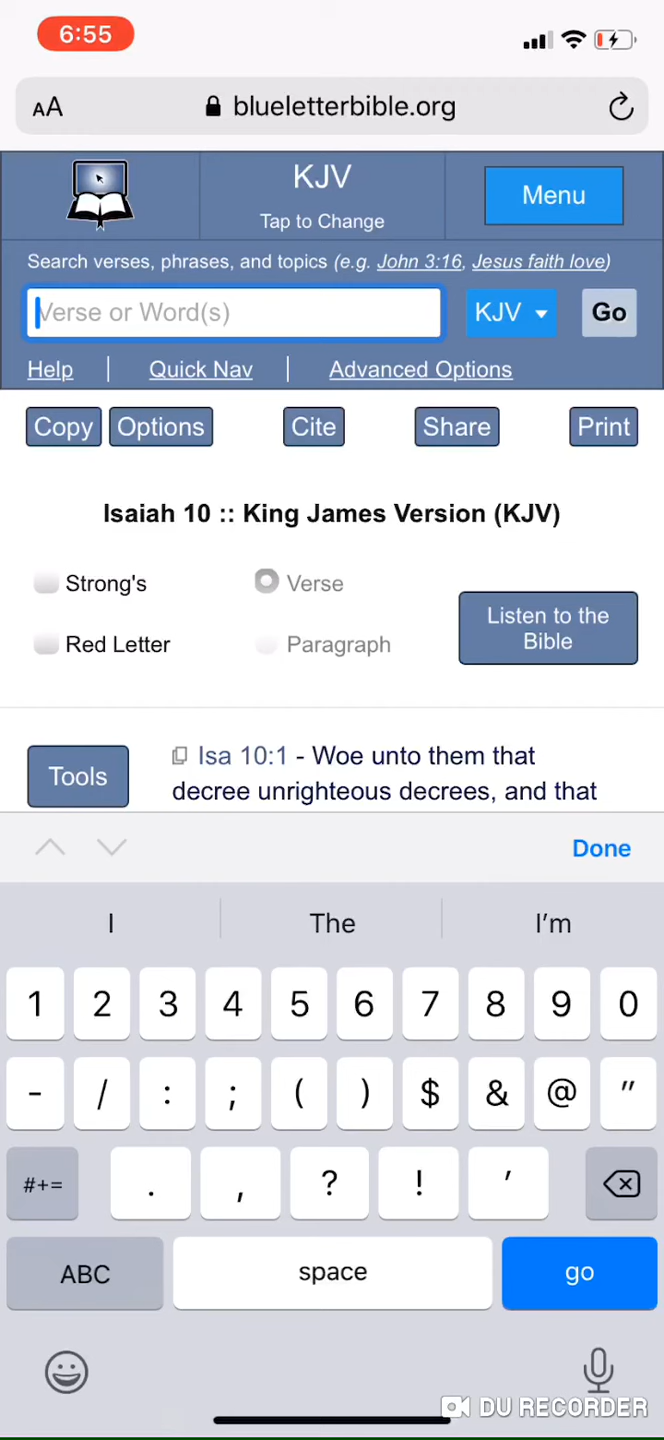 6:55
AA blueletterbible.org
KJV
Tap to Change
Menu
Search verses, phrases, and topics (e.g. John 3:16, Jesus faith love)
Verse or Word(s)
KJV
Go
Help | Quick Nav | Advanced Options
Copy Options Cite Share Print
Isaiah 10 :: King James Version (KJV)
Strong's Verse
Listen to the
Bible
Red Letter Paragraph
Tools
Isa 10:1 - Woe unto them that
decree unrighteous decrees, and that
Done
I The I'm
1 2 3 4 5 6 7 8 9 0
- / : ; ( ) $ & @ "
#+= . , ? ! '
ABC space go
DU RECORDER